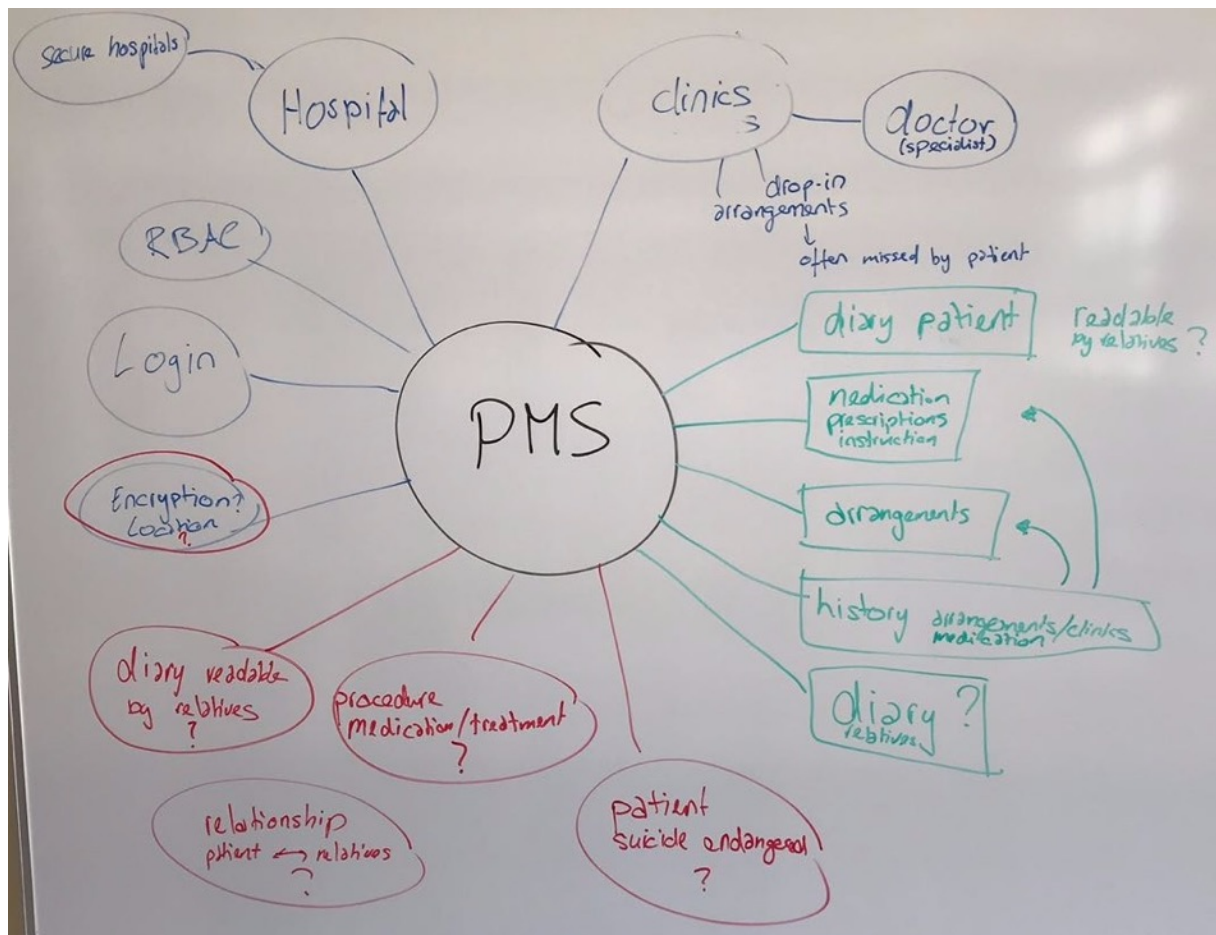 secure hospitals
Hospital
clinics
3
doctor
(specialist)
drop-in
arrangements
often missed by patient
RBAC
Login
Encryption?
Location
?
PMS
diary patient
readable
by relatives ?
medication
prescriptions
instruction
arrangements
history arrangements/clinics
medication
diary ?
relatives
diary readable
by relatives
?
procedure
medication/treatment
?
relationship
patient ↔ relatives
?
patient
suicide endangered
?